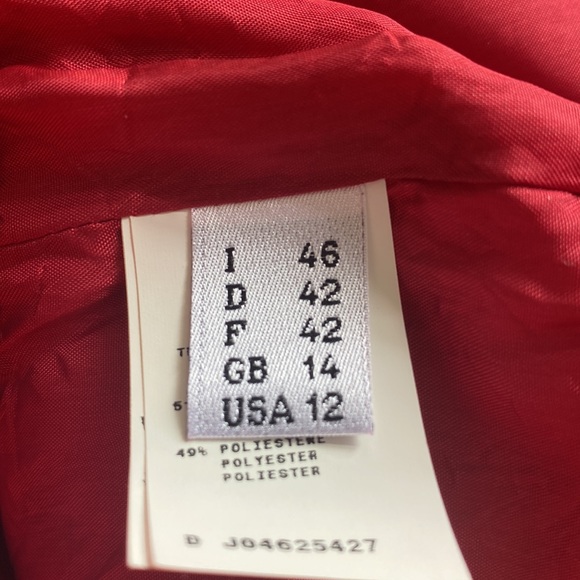 I 46
D 42
F 42
GB 14
USA 12
49% POLIESTERE
POLYESTER
POLIESTER
D J04625427